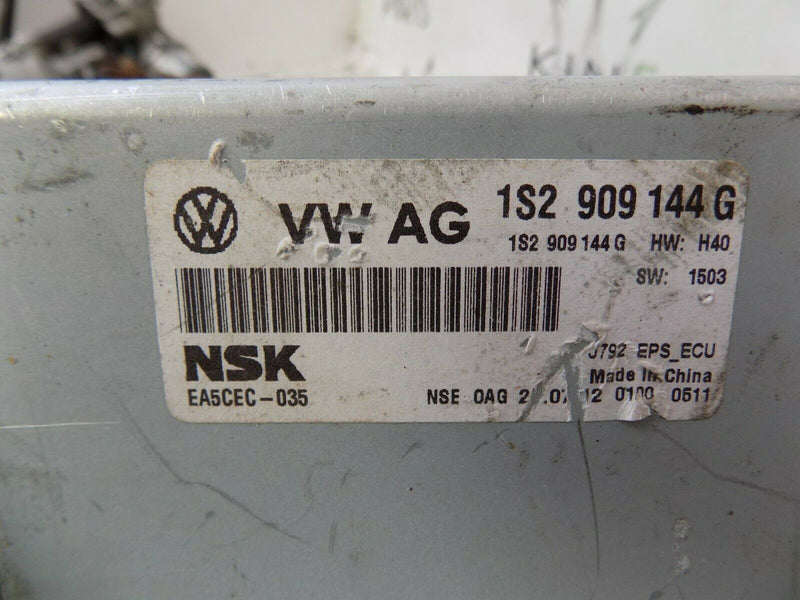 VW AG 1S2 909 144 G
1S2 909 144 G HW: H40
SW: 1503
J792 EPS_ECU
NSK
Made In China
EA5CEC-035 NSE 0AG 0511